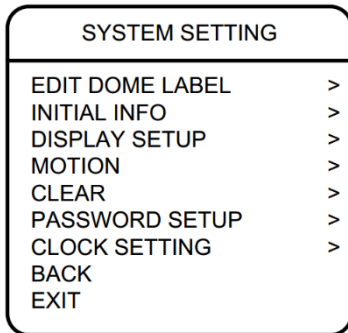 SYSTEM SETTING
EDIT DOME LABEL >
INITIAL INFO >
DISPLAY SETUP >
MOTION >
CLEAR >
PASSWORD SETUP >
CLOCK SETTING >
BACK
EXIT